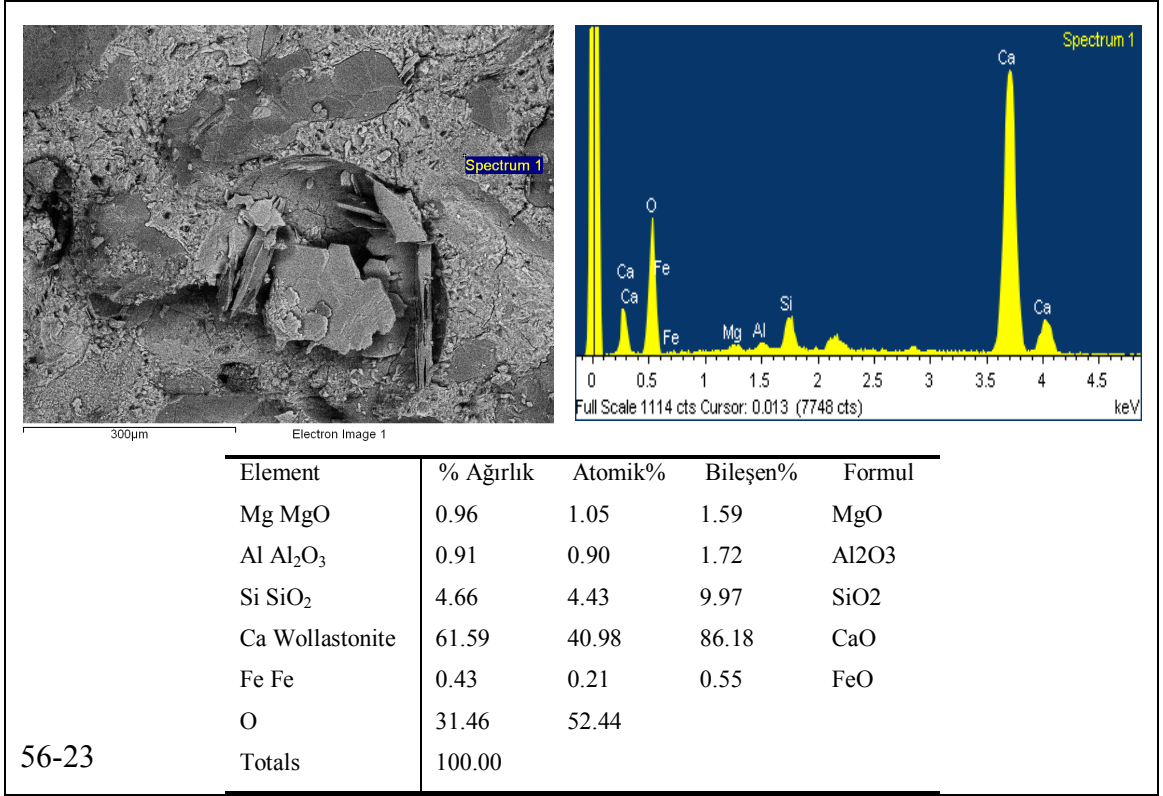 Spectrum 1
300µm Electron Image 1
Spectrum 1
Ca
O
Ca
Fe
Ca
Si
Ca
Fe
Mg
Al
0 0.5 1 1.5 2 2.5 3 3.5 4 4.5
Full Scale 1114 cts Cursor: 0.013 (7748 cts) keV
Element % Ağırlık Atomik% Bileşen% Formul
Mg MgO 0.96 1.05 1.59 MgO
Al Al₂O₃ 0.91 0.90 1.72 Al2O3
Si SiO₂ 4.66 4.43 9.97 SiO2
Ca Wollastonite 61.59 40.98 86.18 CaO
Fe Fe 0.43 0.21 0.55 FeO
O 31.46 52.44
Totals 100.00
56-23